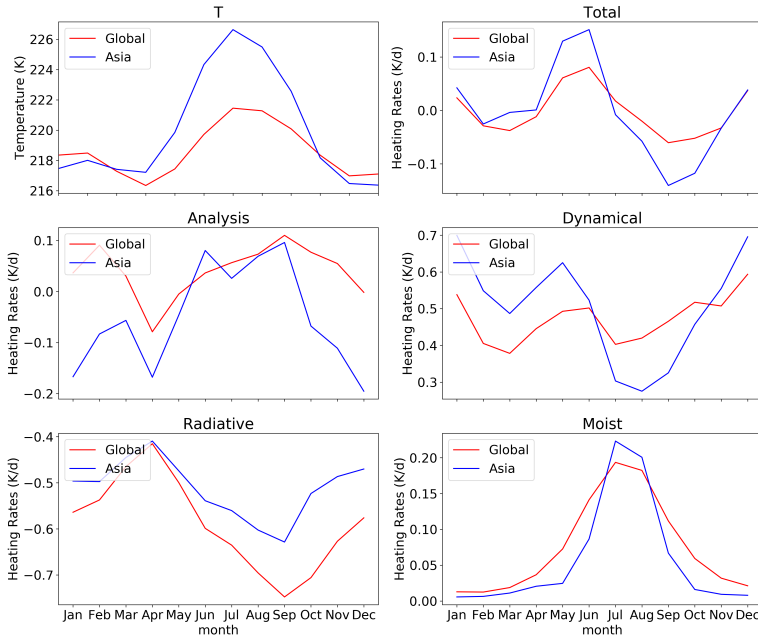 T
Temperature (K)
226
224
222
220
218
216
Global
Asia
Total
Heating Rates (K/d)
0.1
0.0
−0.1
Global
Asia
Analysis
Heating Rates (K/d)
0.1
0.0
−0.1
−0.2
Global
Asia
Dynamical
Heating Rates (K/d)
0.7
0.6
0.5
0.4
0.3
Global
Asia
Radiative
Heating Rates (K/d)
−0.4
−0.5
−0.6
−0.7
Global
Asia
Jan Feb Mar Apr May Jun Jul Aug Sep Oct Nov Dec
month
Moist
Heating Rates (K/d)
0.20
0.15
0.10
0.05
0.00
Global
Asia
Jan Feb Mar Apr May Jun Jul Aug Sep Oct Nov Dec
month